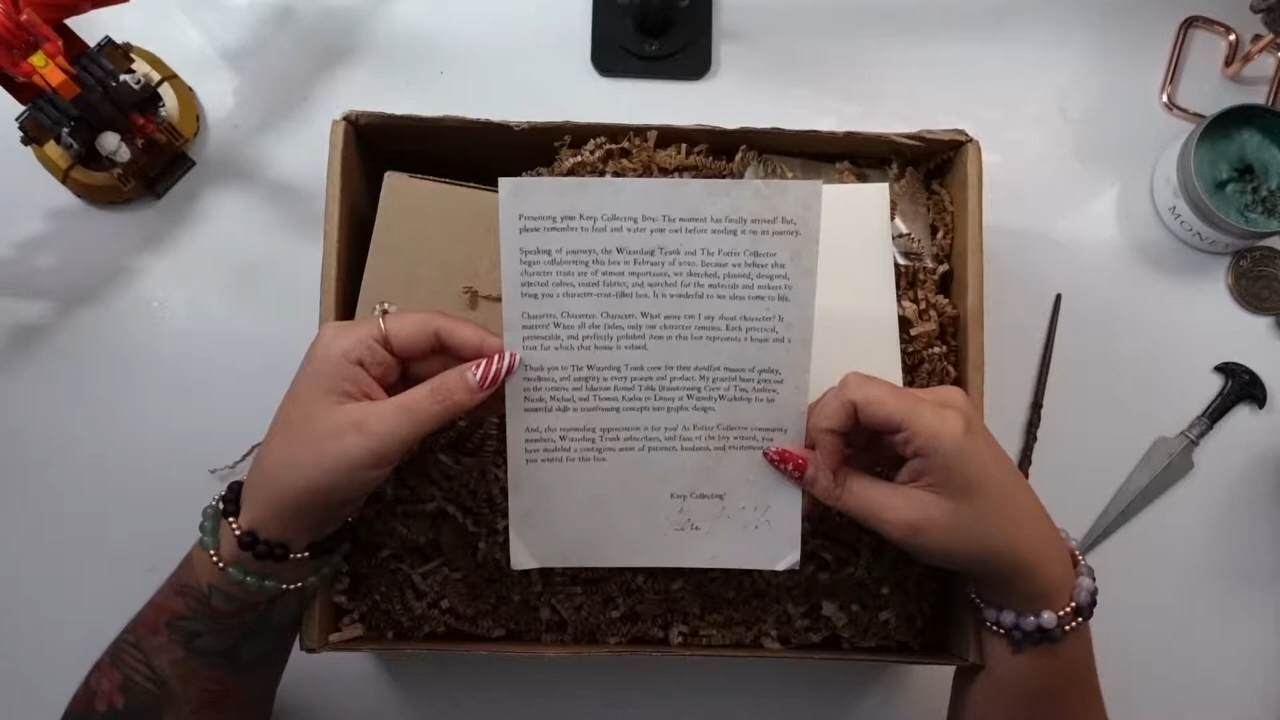 Presenting your Keep Collecting Box: The moment has finally arrived! But,
please remember to feed and water your owl before sending it on its journey.
Speaking of journeys, the Wizarding Trunk and The Potter Collector
began collaborating this box in February of 2020. Because we believe that
character traits are of utmost importance, we sketched, planned, designed,
selected colors, tested fabrics, and searched for the materials and makers to
bring you a character-trait-filled box. It is wonderful to see ideas come to life.
Character. Character. Character. What more can I say about character? It
matters! When all else fades, only our character remains. Each practical,
presentable, and perfectly polished item in this box represents a house and a
trait for which that house is valued.
Thank you to The Wizarding Trunk crew for their steadfast mission of quality,
excellence, and integrity in every process and product. My grateful heart goes out
to the creative and hilarious Round Table Brainstorming Crew of Tim, Andrew,
Nicole, Michael, and Thomas. Kudos to Danny at WizardryWorkshop for his
masterful skills in transforming concepts into graphic designs.
And, this resounding appreciation is for you! As Potter Collector community
members, Wizarding Trunk subscribers, and fans of the boy wizard, you
have modeled a contagious sense of patience, kindness, and excitement
you waited for this box.
Keep Collecting!
MONEY